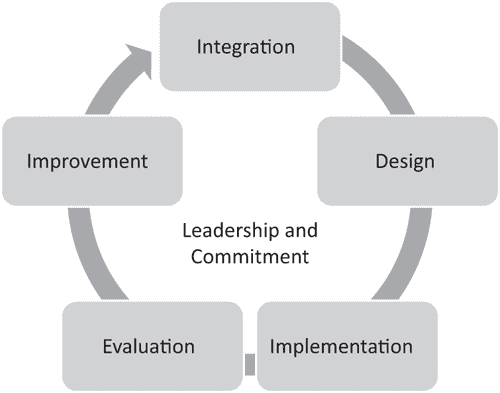 Integration
Design
Implementation
Evaluation
Improvement
Leadership and
Commitment